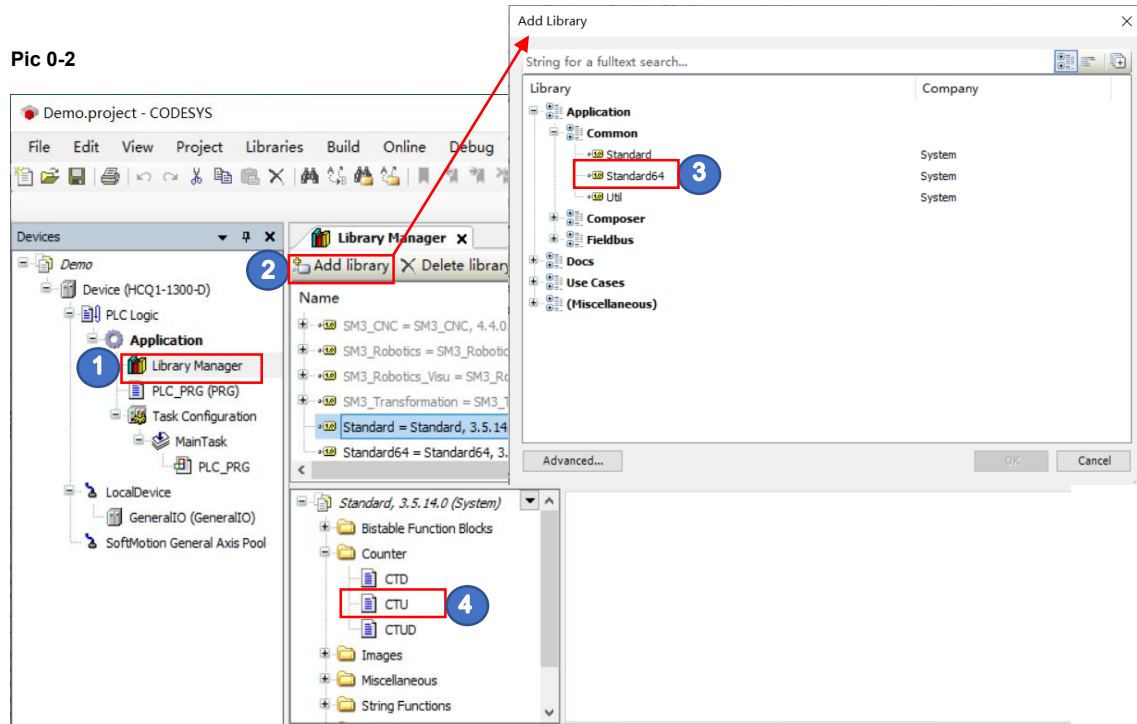 Pic 0-2
Add Library
String for a fulltext search...
Library Company
Application
Common
Standard System
Standard64 System
3
Util System
Composer
Fieldbus
Docs
Use Cases
(Miscellaneous)
Advanced... OK Cancel
Demo.project - CODESYS
File Edit View Project Libraries Build Online Debug
Devices
Demo
Device (HCQ1-1300-D)
PLC Logic
Application
1
Library Manager
PLC_PRG (PRG)
Task Configuration
MainTask
PLC_PRG
LocalDevice
GeneralIO (GeneralIO)
SoftMotion General Axis Pool
Library Manager
2
Add library Delete library
Name
SM3_CNC = SM3_CNC, 4.4.0
SM3_Robotics = SM3_Robotic
SM3_Robotics_Visu = SM3_Ro
SM3_Transformation = SM3_T
Standard = Standard, 3.5.14
Standard64 = Standard64, 3.
Standard, 3.5.14.0 (System)
Bistable Function Blocks
Counter
CTD
CTU
4
CTUD
Images
Miscellaneous
String Functions